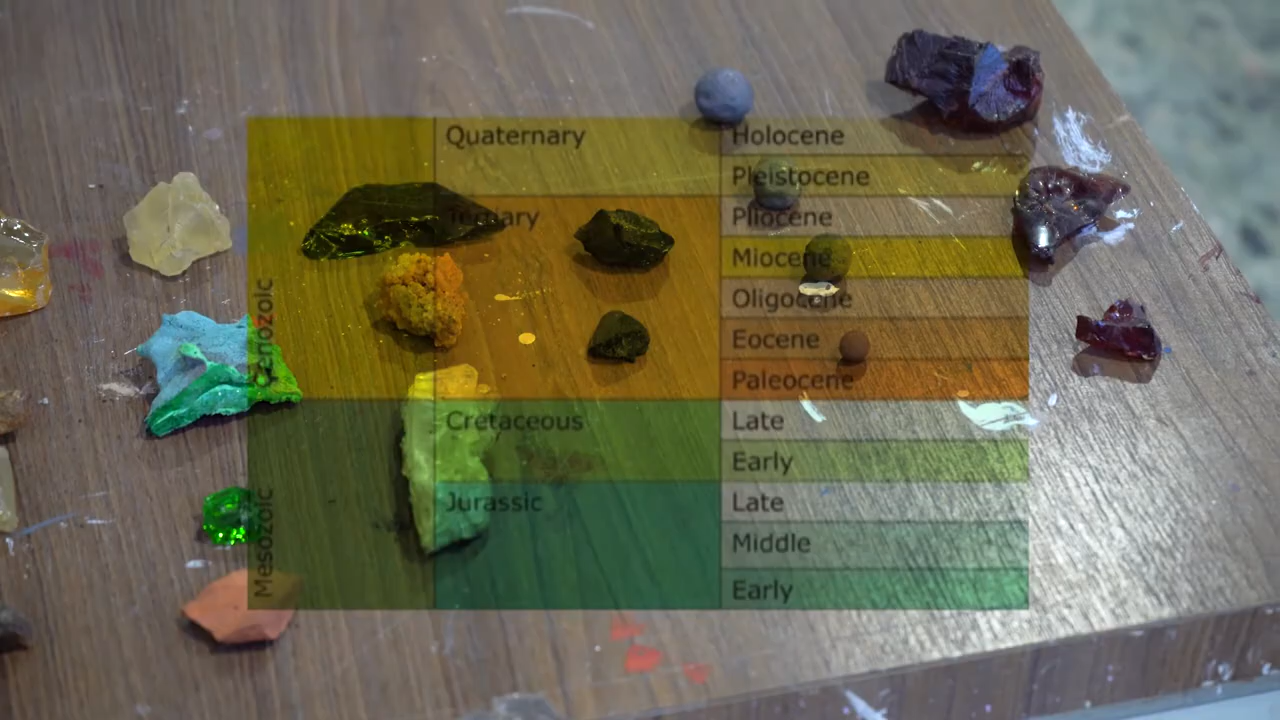 Quaternary
Holocene
Pleistocene
Tertiary
Pliocene
Miocene
Oligocene
Eocene
Paleocene
Cenozoic
Cretaceous
Late
Early
Jurassic
Late
Middle
Early
Mesozoic